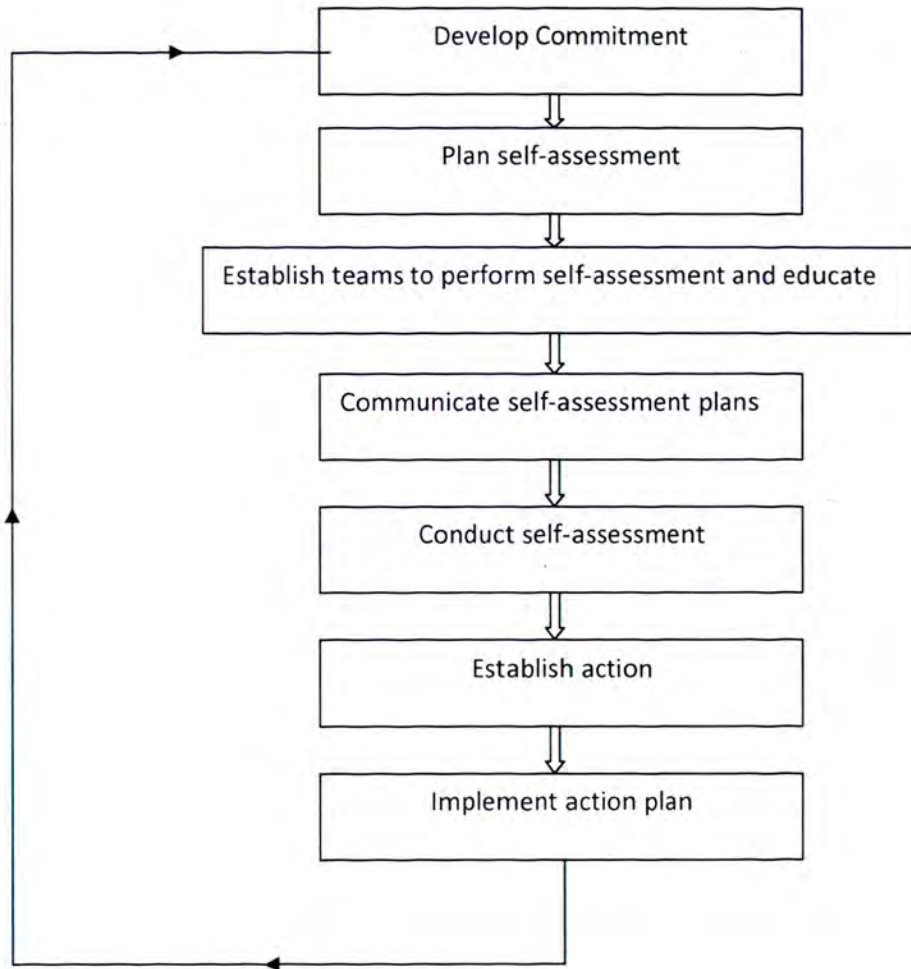 Develop Commitment
Plan self-assessment
Establish teams to perform self-assessment and educate
Communicate self-assessment plans
Conduct self-assessment
Establish action
Implement action plan